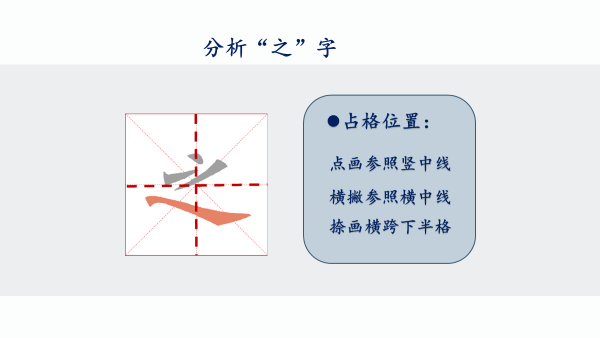 分析“之”字
之
●占格位置：
点画参照竖中线
横撇参照横中线
捺画横跨下半格